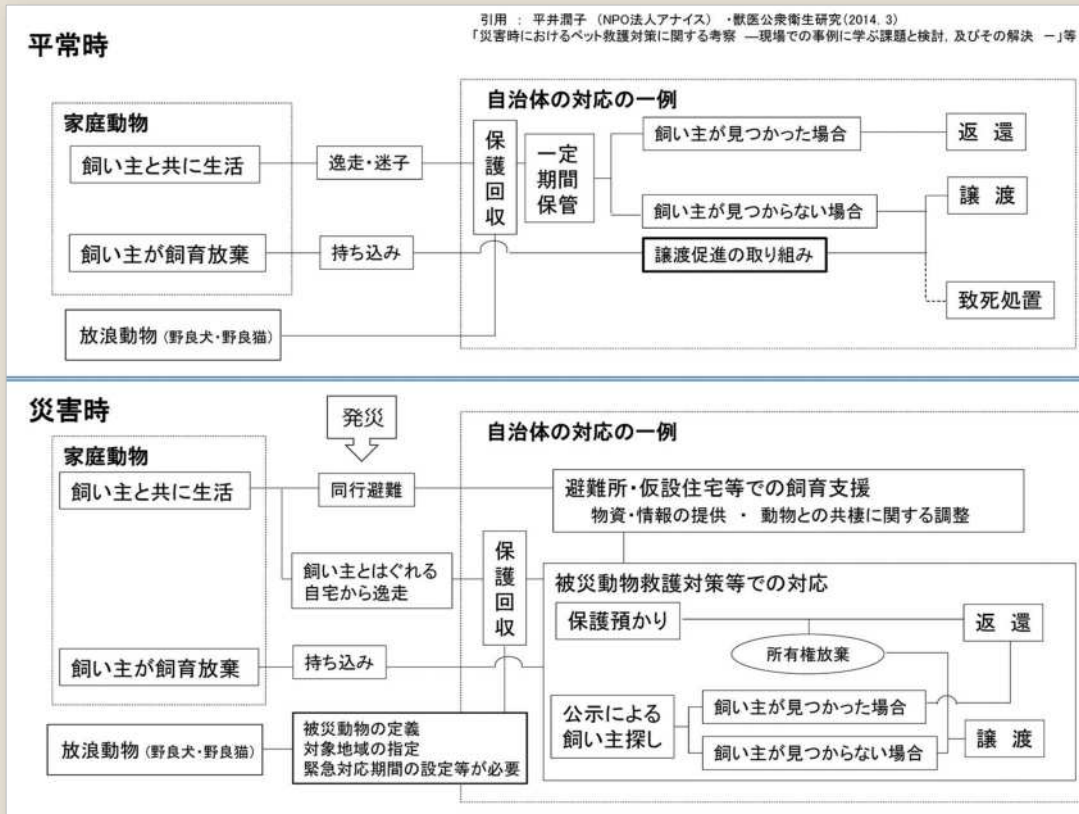 引用 : 平井潤子 (NPO法人アナイス) ・獣医公衆衛生研究(2014. 3)
「災害時におけるペット救護対策に関する考察 ―現場での事例に学ぶ課題と検討, 及びその解決 ―」等
平常時
自治体の対応の一例
家庭動物
飼い主と共に生活
逸走・迷子
保護回収
一定
期間
保管
飼い主が見つかった場合
返 還
飼い主が見つからない場合
譲 渡
飼い主が飼育放棄
持ち込み
譲渡促進の取り組み
致死処置
放浪動物 (野良犬・野良猫)
災害時
発災
自治体の対応の一例
家庭動物
飼い主と共に生活
同行避難
避難所・仮設住宅等での飼育支援
物資・情報の提供 ・ 動物との共棲に関する調整
飼い主とはぐれる
自宅から逸走
保護回収
被災動物救護対策等での対応
保護預かり
返 還
所有権放棄
飼い主が飼育放棄
持ち込み
公示による
飼い主探し
飼い主が見つかった場合
飼い主が見つからない場合
譲 渡
放浪動物 (野良犬・野良猫)
被災動物の定義
対象地域の指定
緊急対応期間の設定等が必要